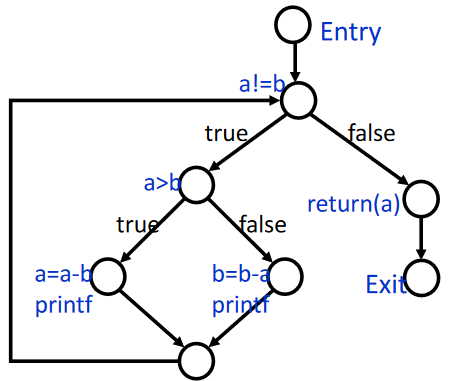 Entry
a!=b
true
false
a>b
return(a)
true
false
a=a-b
printf
b=b-a
printf
Exit